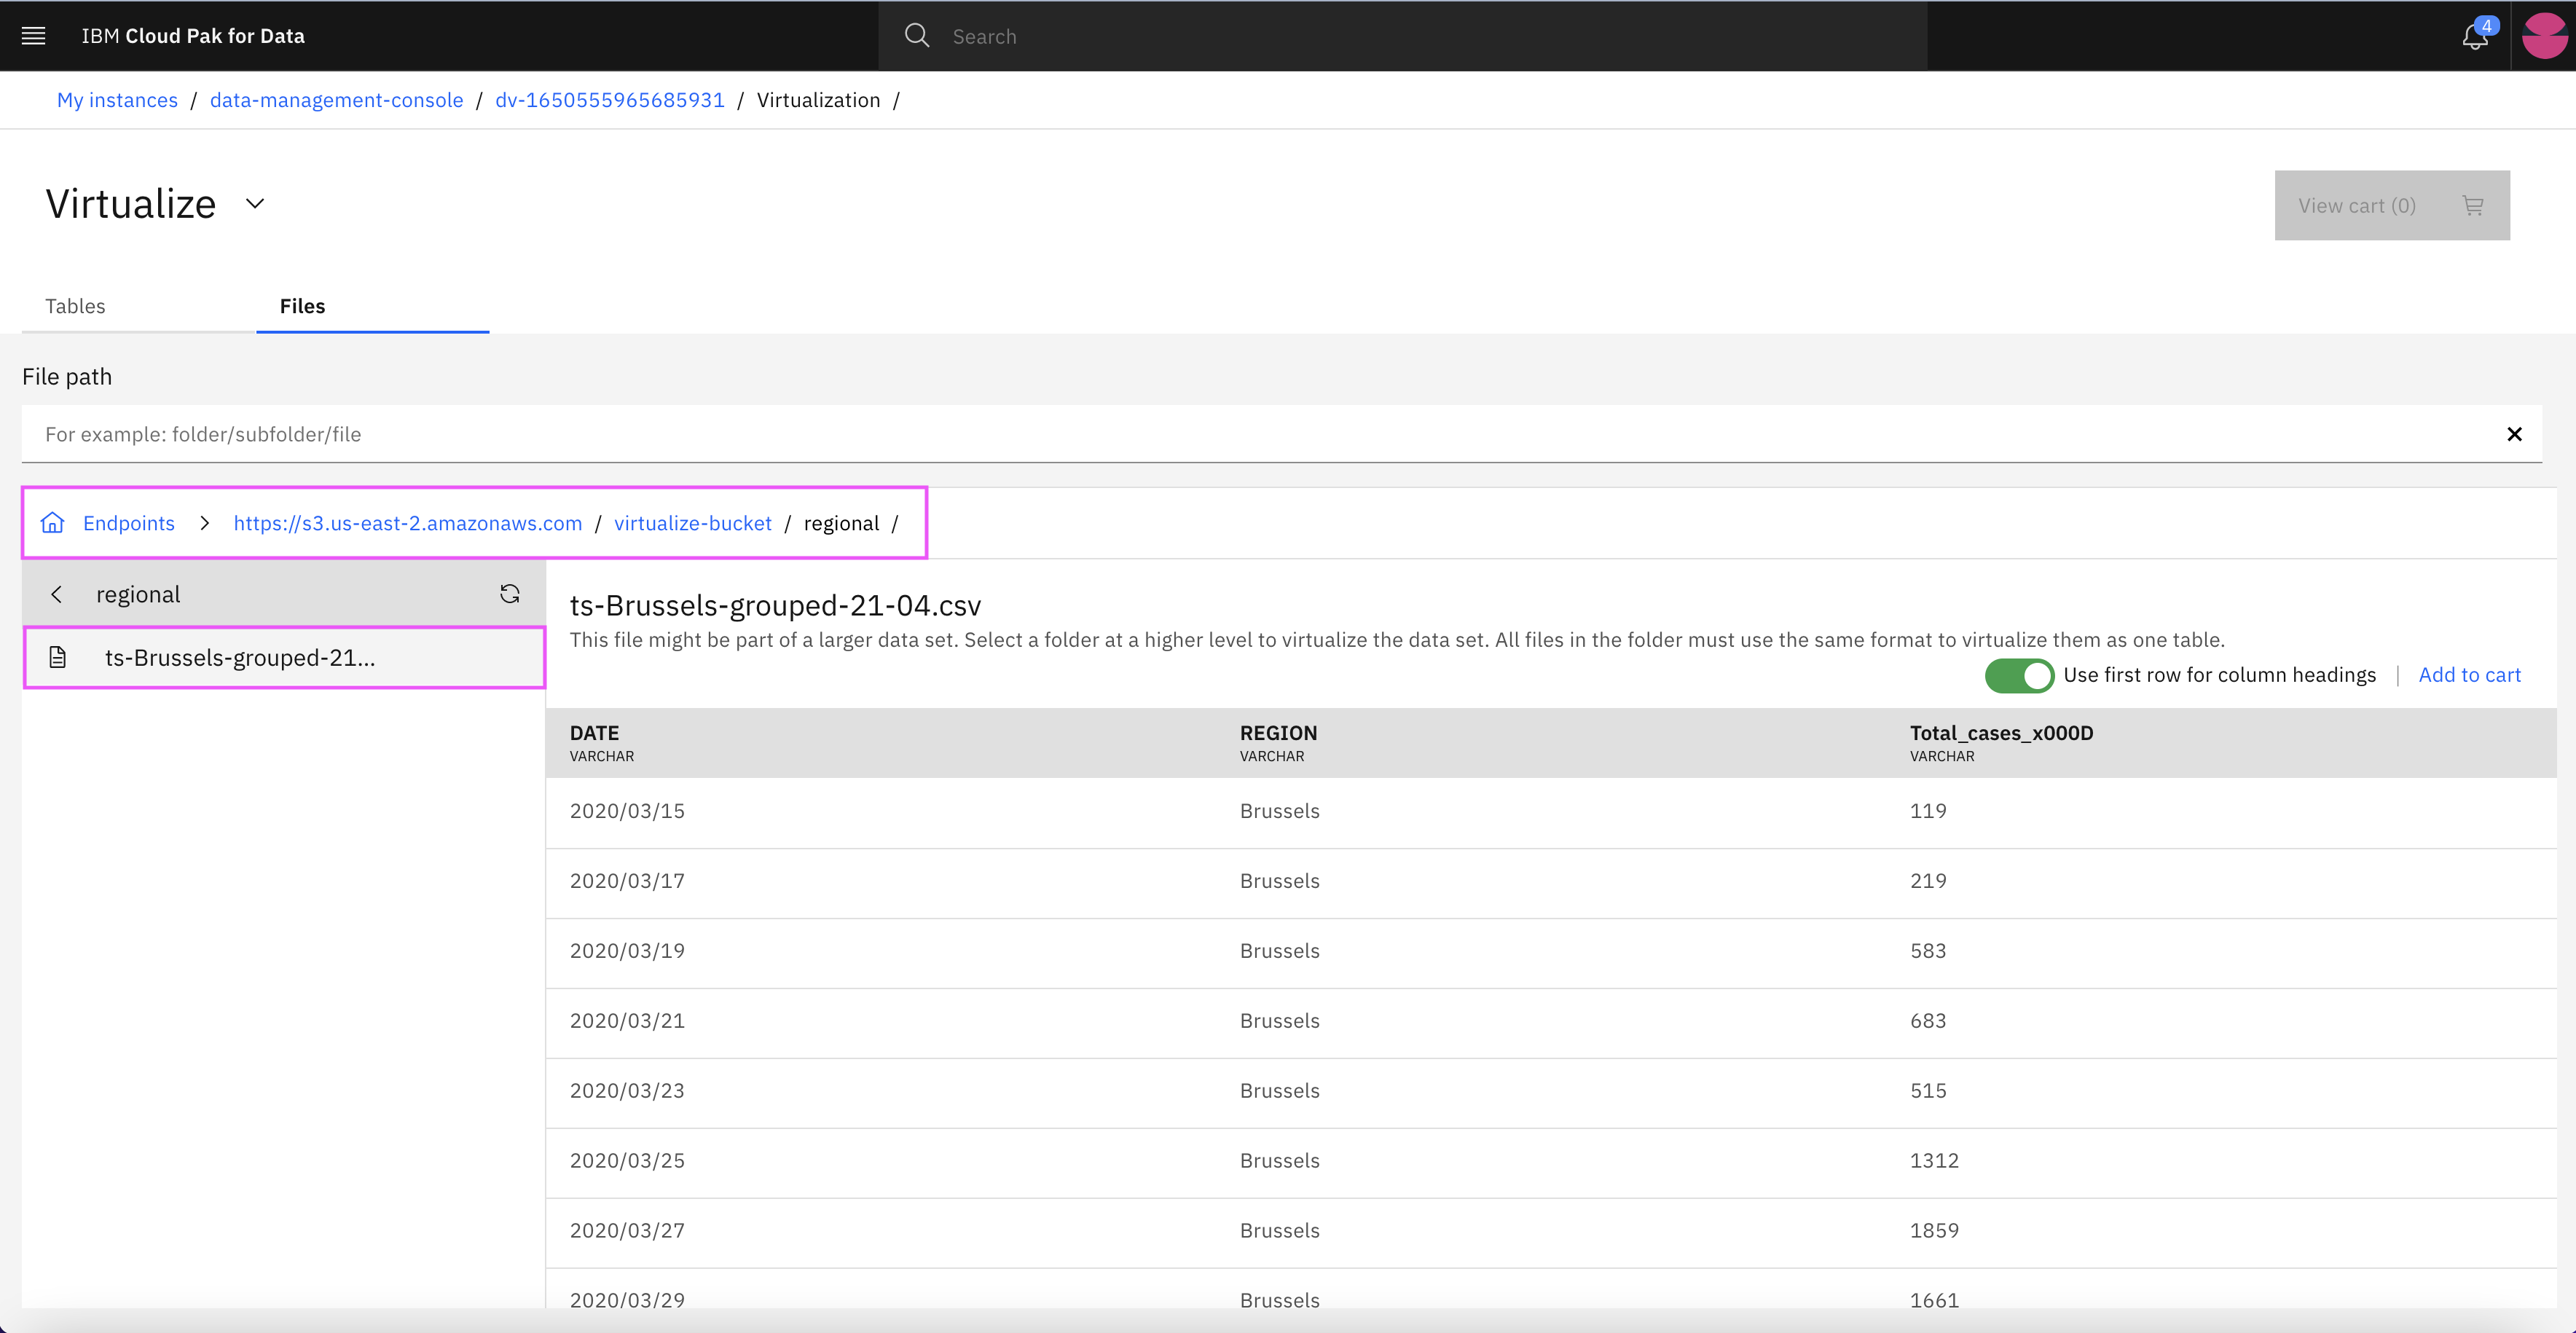 IBM Cloud Pak for Data
Search
4
My instances / data-management-console / dv-1650555965685931 / Virtualization /
Virtualize
View cart (0)
Tables
Files
File path
For example: folder/subfolder/file
Endpoints > https://s3.us-east-2.amazonaws.com / virtualize-bucket / regional /
regional
ts-Brussels-grouped-21...
ts-Brussels-grouped-21-04.csv
This file might be part of a larger data set. Select a folder at a higher level to virtualize the data set. All files in the folder must use the same format to virtualize them as one table.
Use first row for column headings | Add to cart
DATE REGION Total_cases_x000D
VARCHAR VARCHAR VARCHAR
2020/03/15 Brussels 119
2020/03/17 Brussels 219
2020/03/19 Brussels 583
2020/03/21 Brussels 683
2020/03/23 Brussels 515
2020/03/25 Brussels 1312
2020/03/27 Brussels 1859
2020/03/29 Brussels 1661